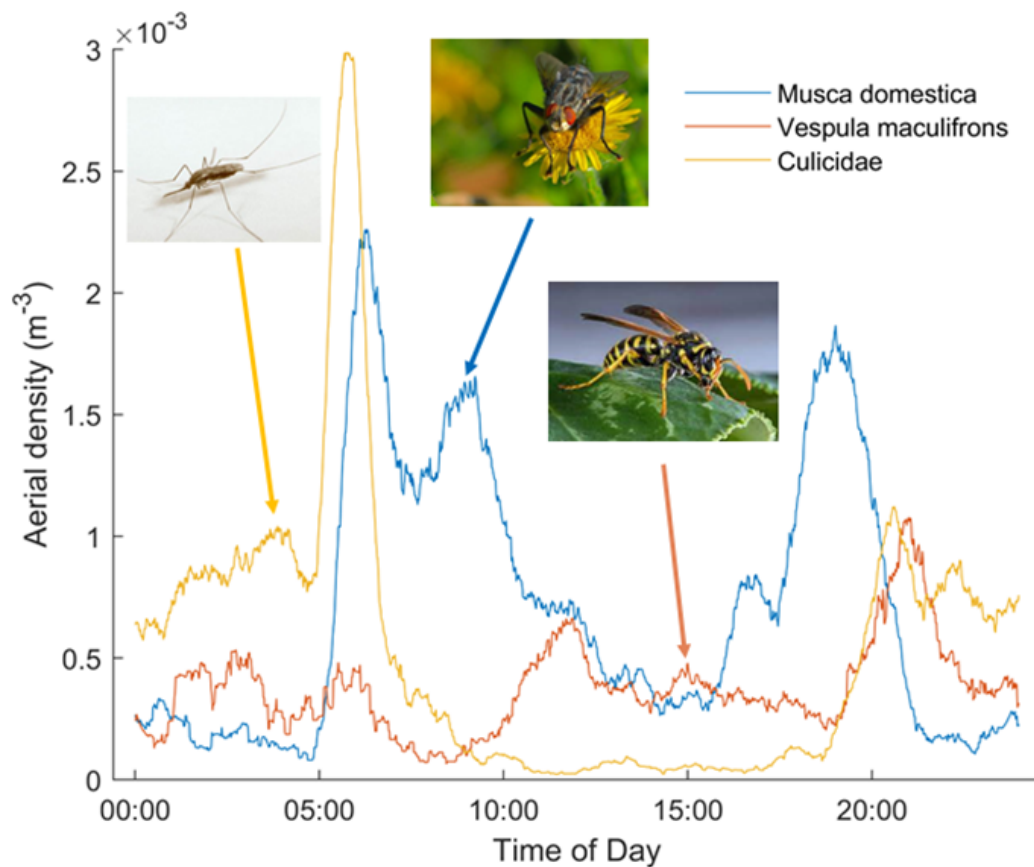 ×10⁻³
3
2.5
2
1.5
1
0.5
0
Aerial density (m⁻³)
Musca domestica
Vespula maculifrons
Culicidae
00:00 05:00 10:00 15:00 20:00
Time of Day